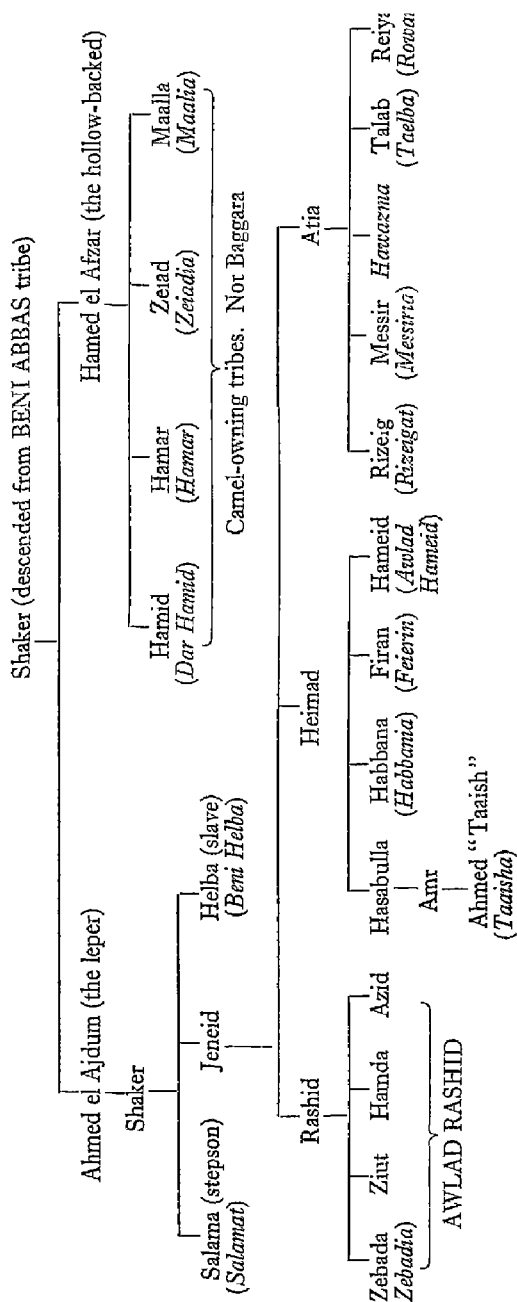 Shaker (descended from BENI ABBAS tribe)
Ahmed el Ajdum (the leper) Hamed el Afzar (the hollow-backed)
Shaker Hamid Hamar Zeiad Maalla
(Dar Hamid) (Hamar) (Zeiadia) (Maalia)
Salama (stepson) Jeneid Helba (slave)
(Salamat) (Beni Helba)
Camel-owning tribes. Not Baggara
Rashid Heimad Atia
Zebada Ziut Hamda Azid Hasabulla Habbana Firan Hameid Rizeig Messir Hawazma Talab
Zebadia (Habbania) (Feierin) (Awlad (Rizeigat) (Messiria) (Taelba)
Hameid)
AWLAD RASHID Amr
Ahmed "Taaish"
(Taaisha)